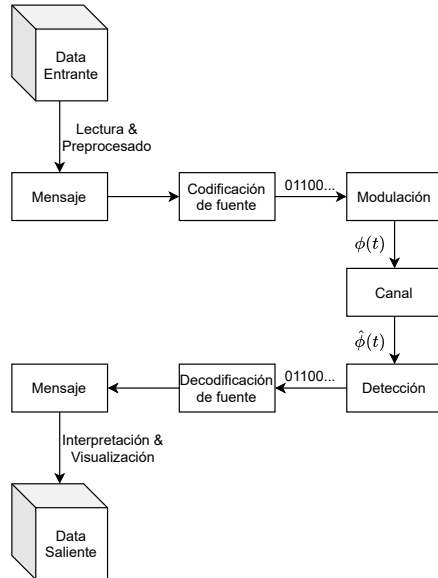 Data
Entrante
Lectura &
Preprocesado
Mensaje
Codificación
de fuente
01100...
Modulación
ϕ(t)
Canal
ϕ̂(t)
Detección
01100...
Decodificación
de fuente
Mensaje
Interpretación &
Visualización
Data
Saliente